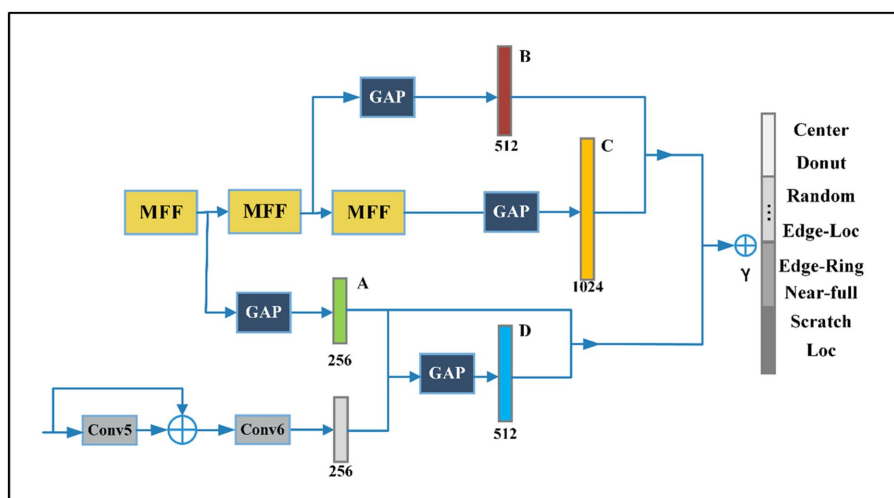 B
GAP
512
C
MFF
MFF
MFF
GAP
1024
A
GAP
256
D
GAP
512
Conv5
Conv6
256
γ
Center
Donut
Random
⋮
Edge-Loc
Edge-Ring
Near-full
Scratch
Loc